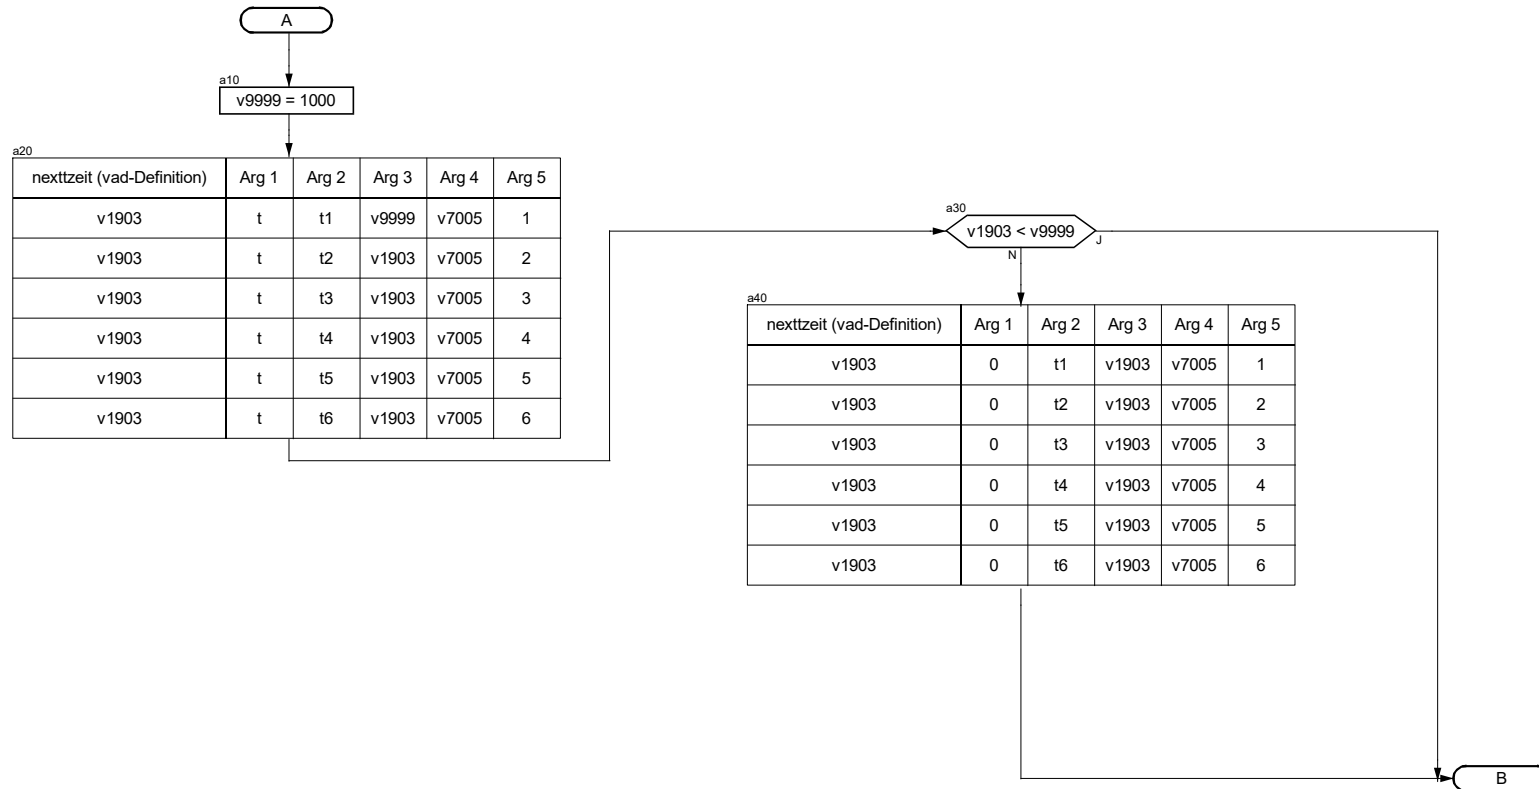 A
a10
v9999 = 1000
a20
nexttzeit (vad-Definition) Arg 1 Arg 2 Arg 3 Arg 4 Arg 5
v1903 t t1 v9999 v7005 1
v1903 t t2 v1903 v7005 2
v1903 t t3 v1903 v7005 3
v1903 t t4 v1903 v7005 4
v1903 t t5 v1903 v7005 5
v1903 t t6 v1903 v7005 6
a30
v1903 < v9999
J
N
a40
nexttzeit (vad-Definition) Arg 1 Arg 2 Arg 3 Arg 4 Arg 5
v1903 0 t1 v1903 v7005 1
v1903 0 t2 v1903 v7005 2
v1903 0 t3 v1903 v7005 3
v1903 0 t4 v1903 v7005 4
v1903 0 t5 v1903 v7005 5
v1903 0 t6 v1903 v7005 6
B